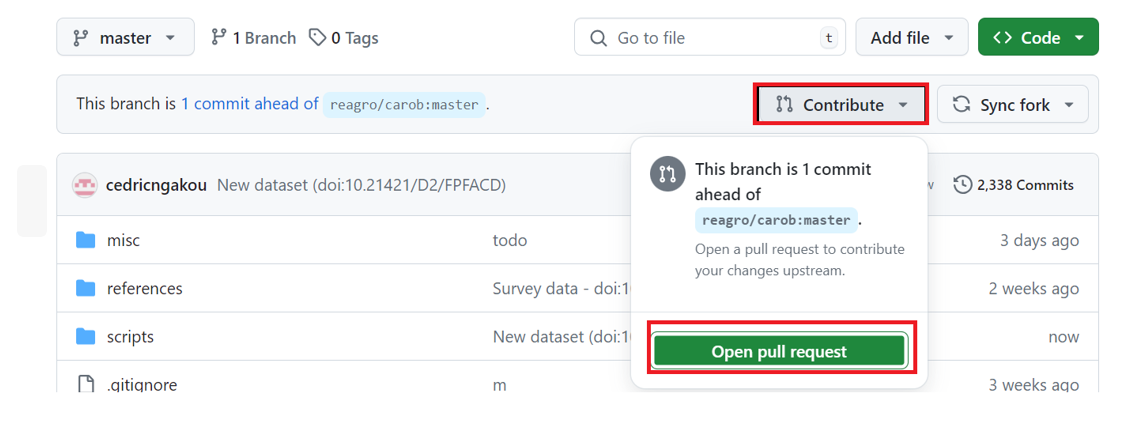 master
1 Branch
0 Tags
Go to file
t
Add file
Code
This branch is 1 commit ahead of reagro/carob:master .
Contribute
Sync fork
This branch is 1 commit
ahead of
reagro/carob:master .
Open a pull request to contribute
your changes upstream.
Open pull request
cedricngakou New dataset (doi:10.21421/D2/FPFACD)
2,338 Commits
misc todo 3 days ago
references Survey data - doi:1 2 weeks ago
scripts New dataset (doi:1 now
.gitignore m 3 weeks ago